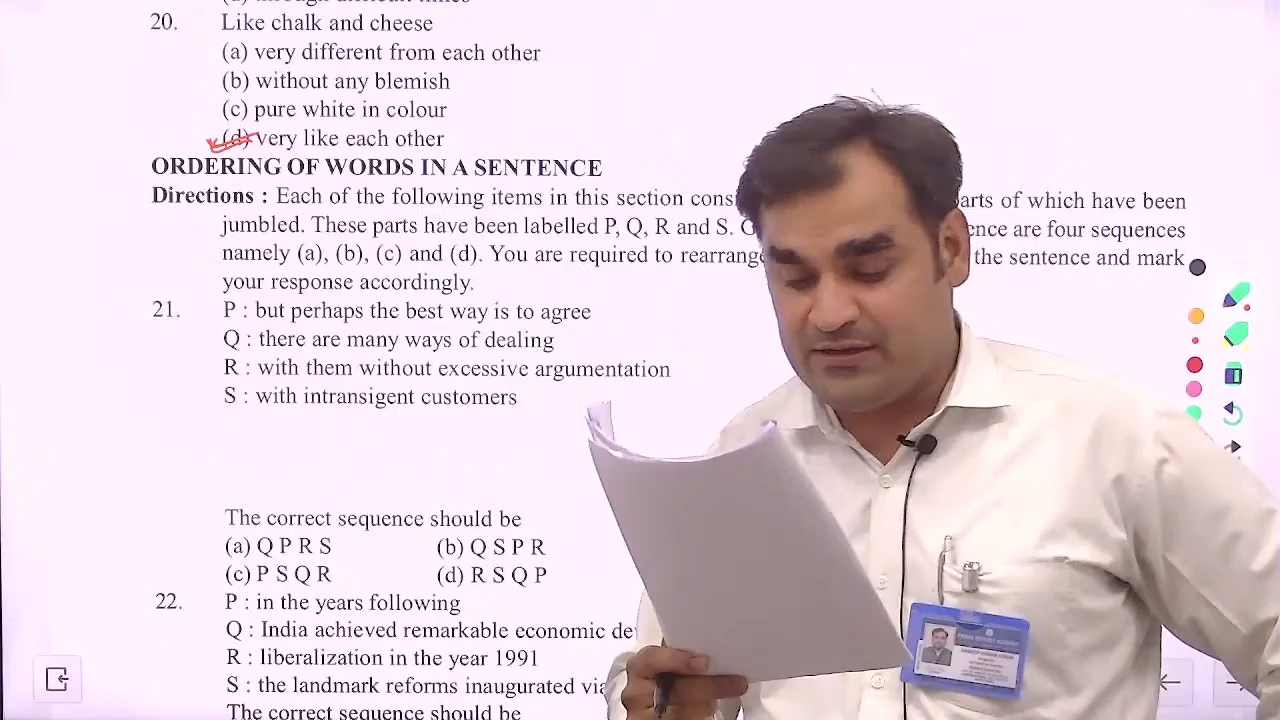 20. Like chalk and cheese
(a) very different from each other
(b) without any blemish
(c) pure white in colour
(d) very like each other
ORDERING OF WORDS IN A SENTENCE
Directions : Each of the following items in this section arts of which have been
jumbled. These parts have been labelled P, Q, R and S. are four sequences
namely (a), (b), (c) and (d). You are required to rearrange the sentence and mark
your response accordingly.
21. P : but perhaps the best way is to agree
Q : there are many ways of dealing
R : with them without excessive argumentation
S : with intransigent customers
The correct sequence should be
(a) Q P R S (b) Q S P R
(c) P S Q R (d) R S Q P
22. P : in the years following
Q : India achieved remarkable economic
R : liberalization in the year 1991
S : the landmark reforms inaugurated via
The correct sequence should be